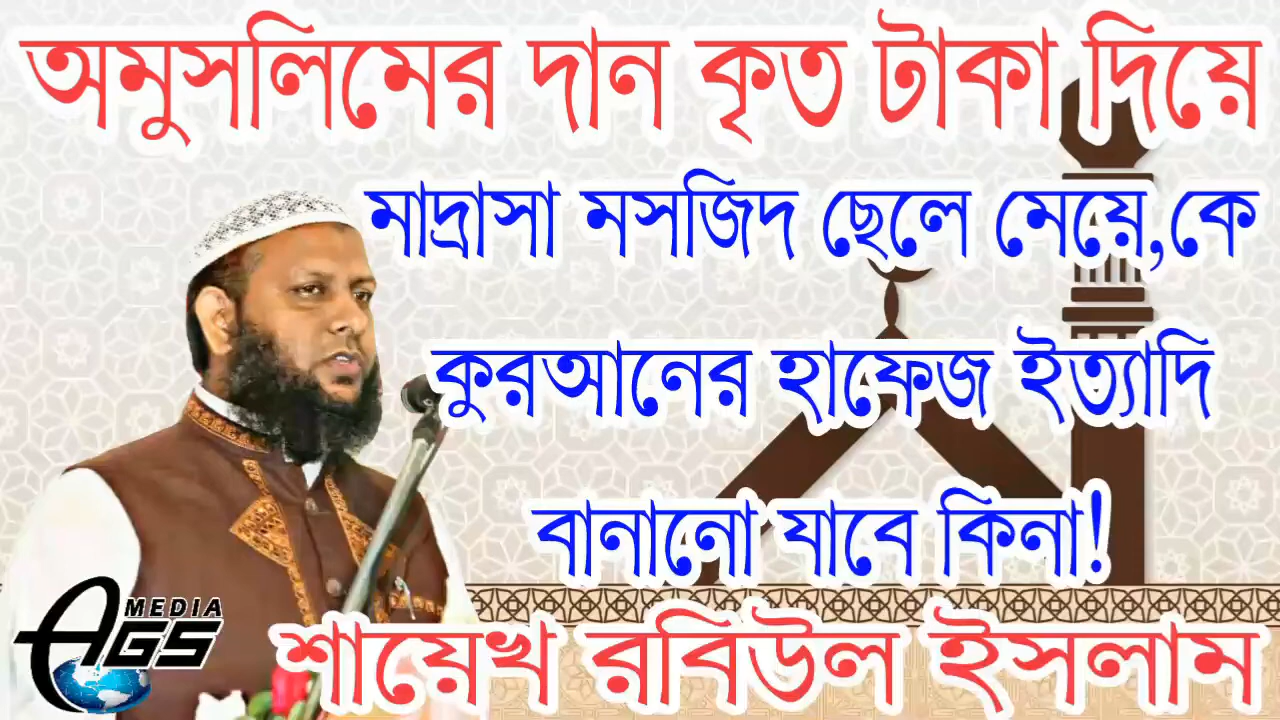 অমুসলিমের দান কৃত টাকা দিয়ে
মাদ্রাসা মসজিদ ছেলে মেয়ে,কে
কুরআনের হাফেজ ইত্যাদি
বানানো যাবে কিনা!
শায়েখ রবিউল ইসলাম
MEDIA
AGS